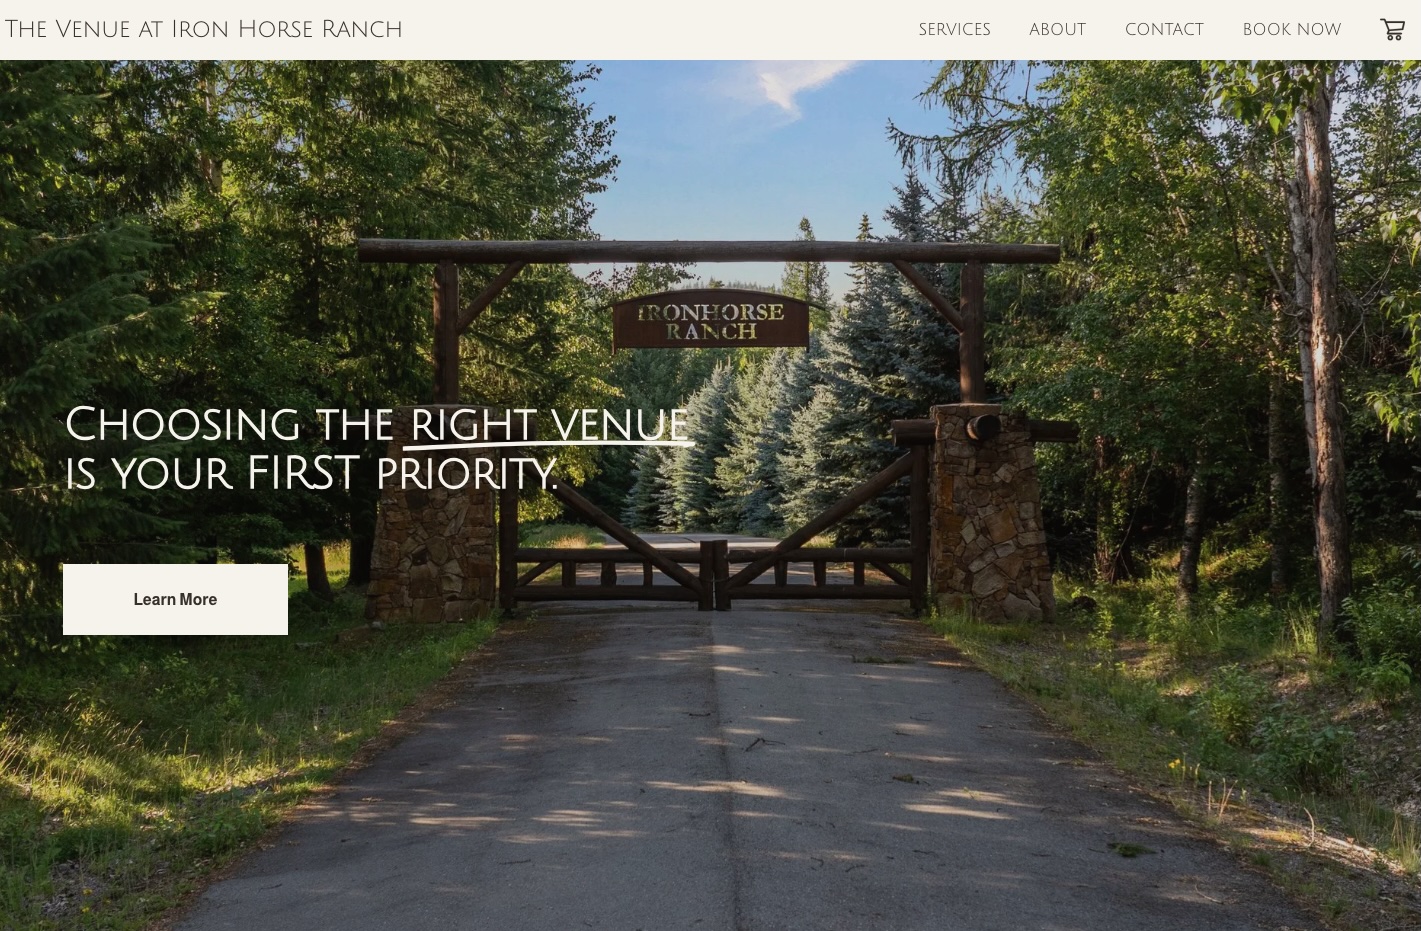 The Venue at Iron Horse Ranch
SERVICES
ABOUT
CONTACT
BOOK NOW
IRONHORSE
RANCH
Choosing the right venue
is your FIRST priority.
Learn More